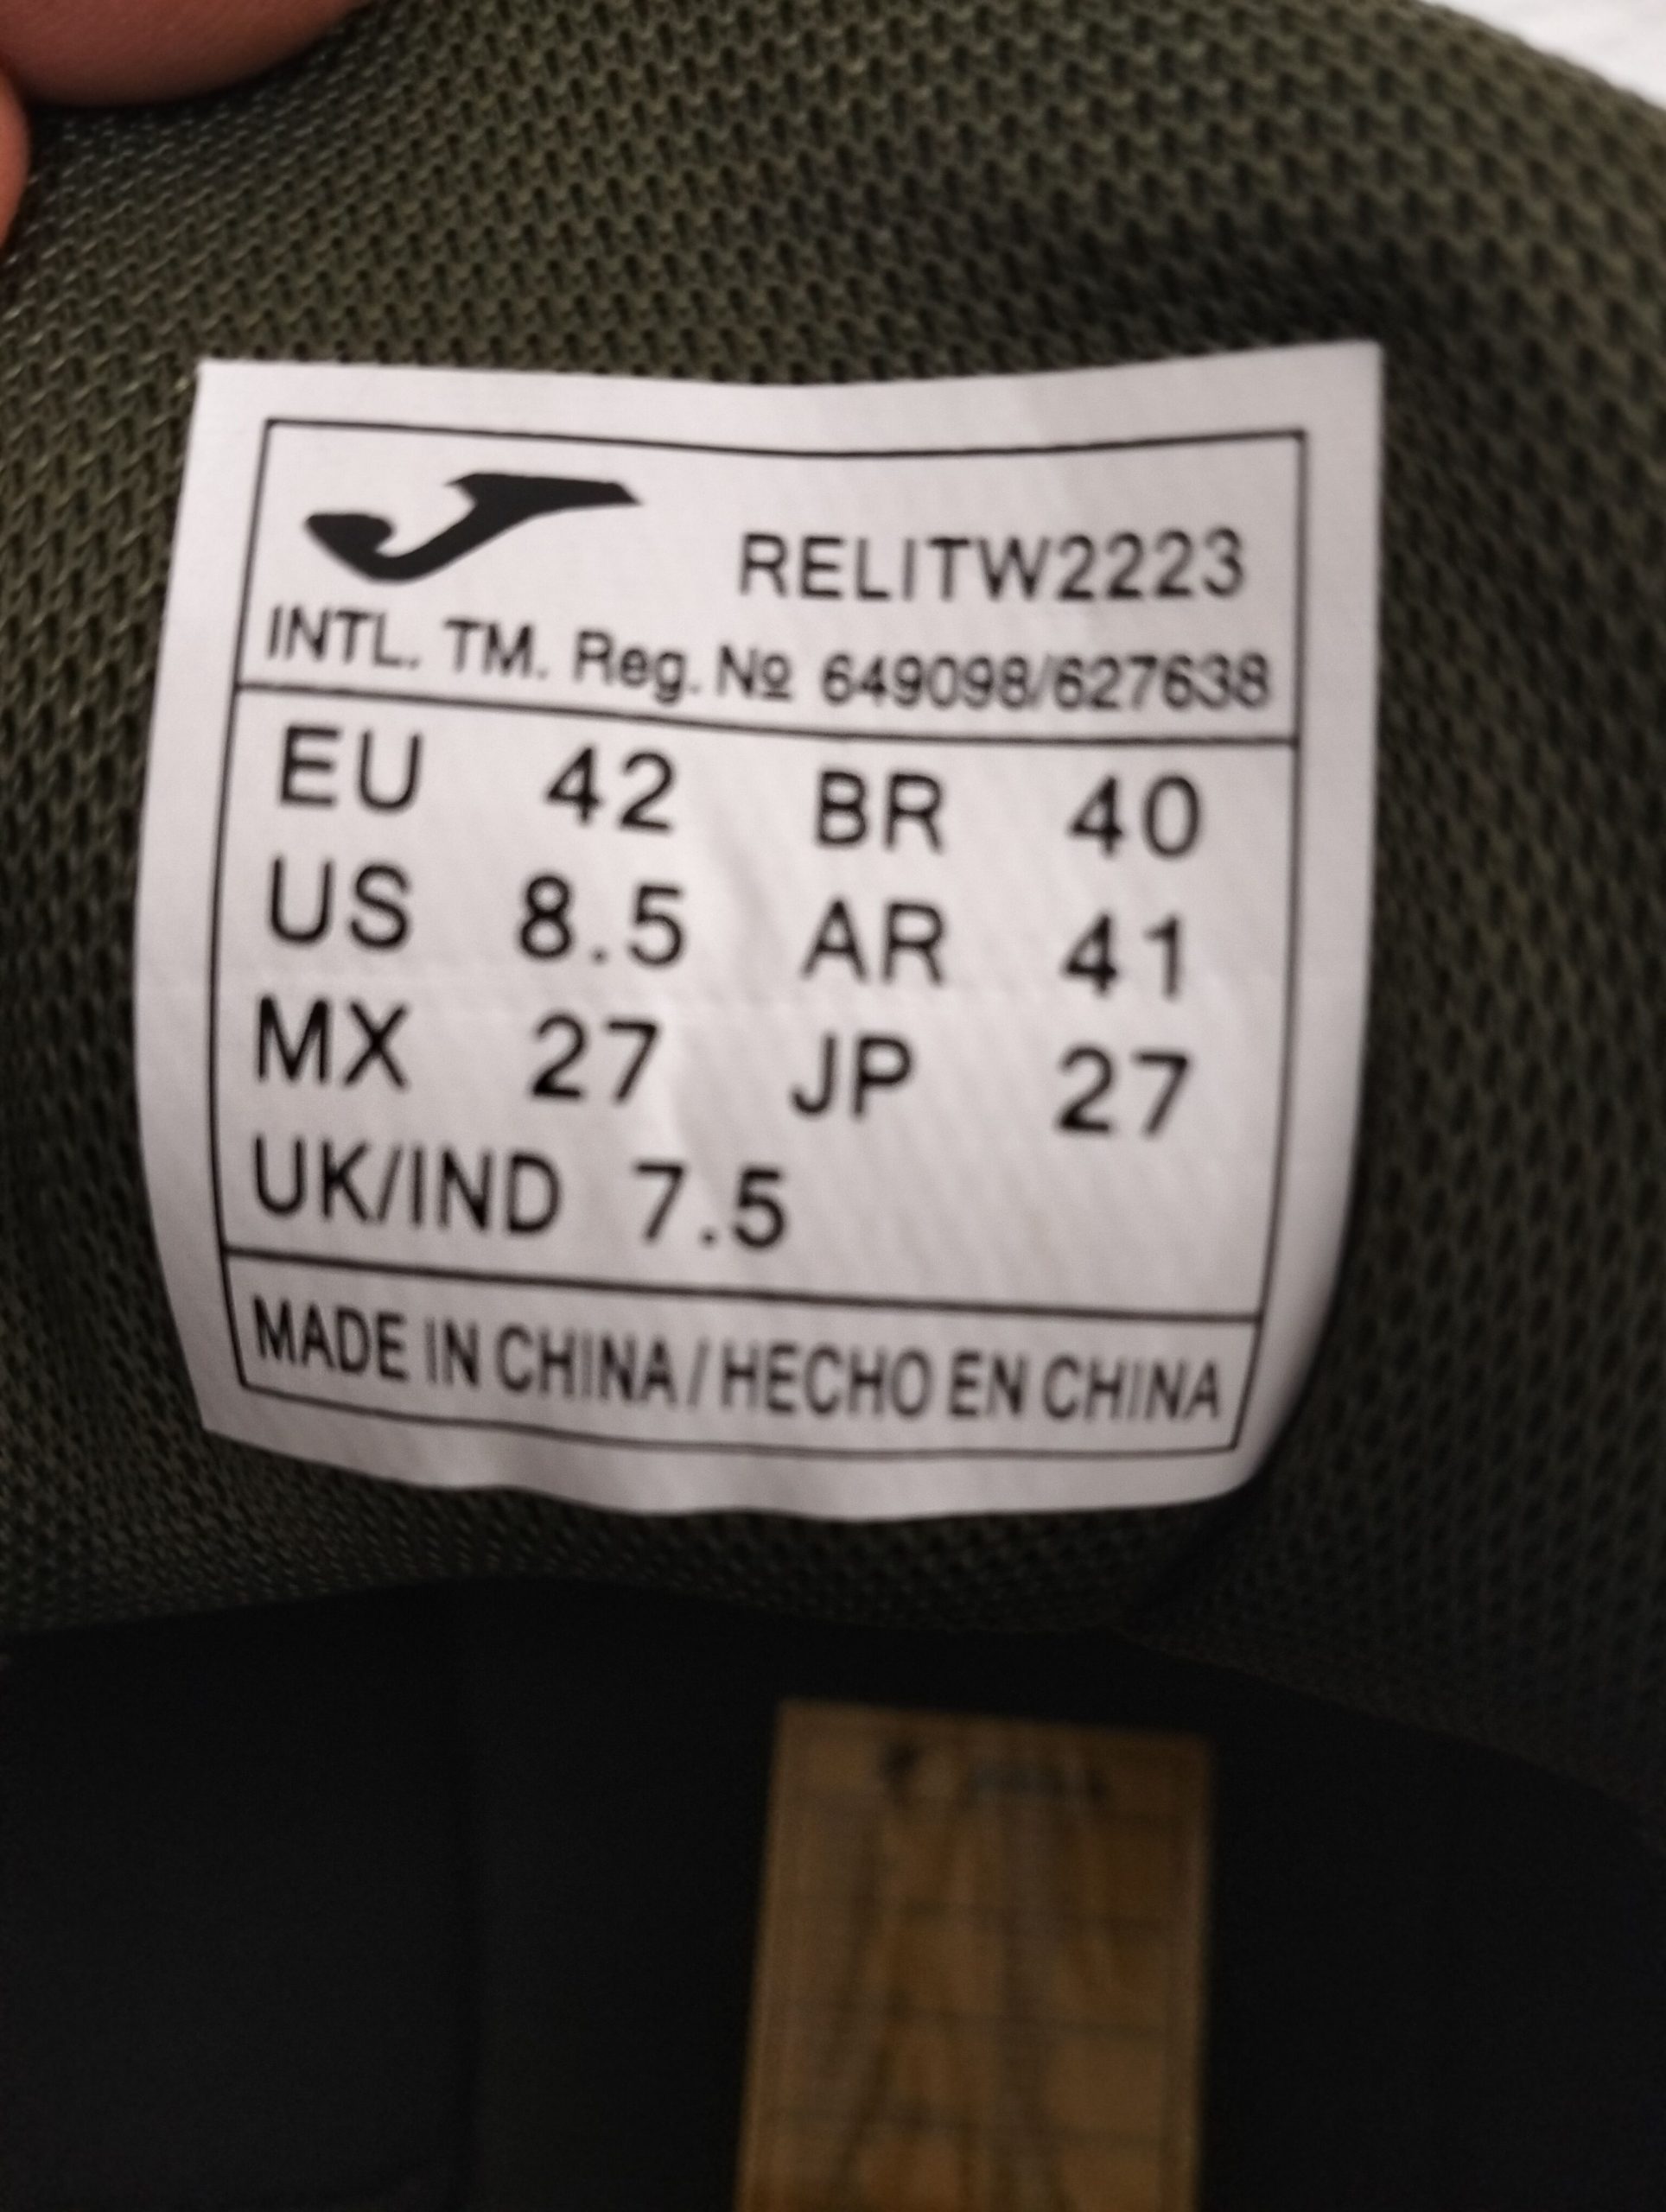 RELITW2223
INTL. TM. Reg. Nº 649098/627638
EU 42 BR 40
US 8.5 AR 41
MX 27 JP 27
UK/IND 7.5
MADE IN CHINA / HECHO EN CHINA